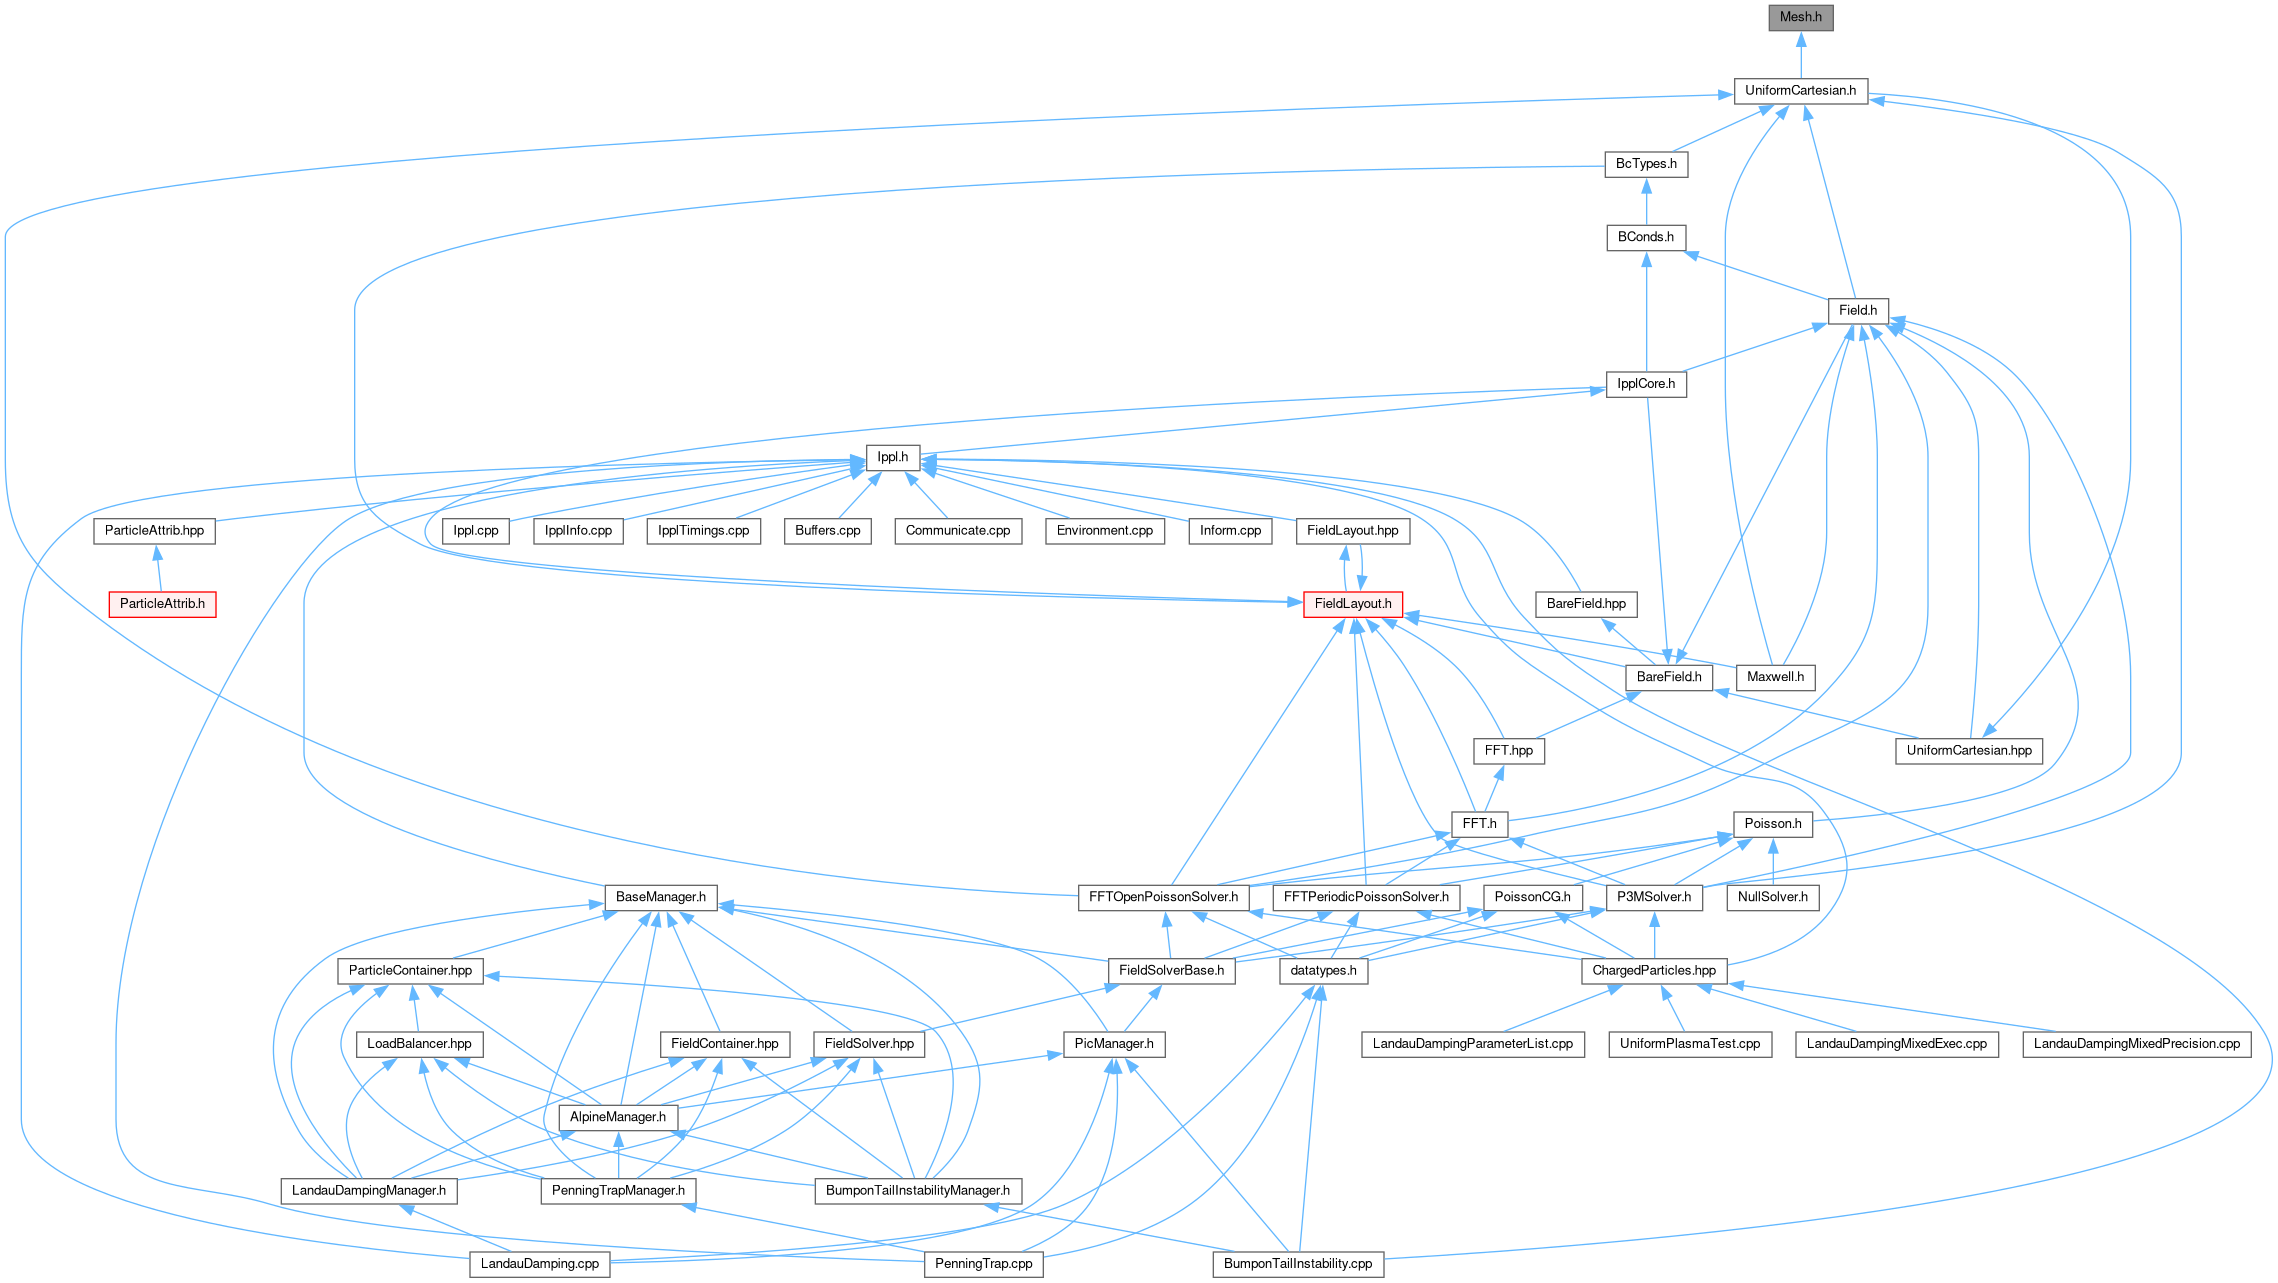 Mesh.h
UniformCartesian.h
BcTypes.h
BConds.h
Field.h
IpplCore.h
Ippl.h
ParticleAttrib.hpp
Ippl.cpp
IpplInfo.cpp
IpplTimings.cpp
Buffers.cpp
Communicate.cpp
Environment.cpp
Inform.cpp
FieldLayout.hpp
ParticleAttrib.h
FieldLayout.h
BareField.hpp
BareField.h
Maxwell.h
FFT.hpp
UniformCartesian.hpp
FFT.h
Poisson.h
BaseManager.h
FFTOpenPoissonSolver.h
FFTPeriodicPoissonSolver.h
PoissonCG.h
P3MSolver.h
NullSolver.h
ParticleContainer.hpp
FieldSolverBase.h
datatypes.h
ChargedParticles.hpp
LoadBalancer.hpp
FieldContainer.hpp
FieldSolver.hpp
PicManager.h
LandauDampingParameterList.cpp
UniformPlasmaTest.cpp
LandauDampingMixedExec.cpp
LandauDampingMixedPrecision.cpp
AlpineManager.h
LandauDampingManager.h
PenningTrapManager.h
BumponTailInstabilityManager.h
LandauDamping.cpp
PenningTrap.cpp
BumponTailInstability.cpp